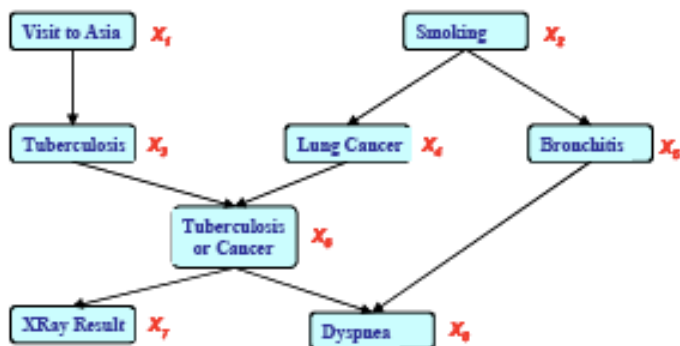 Visit to Asia X₁ Smoking X₂
Tuberculosis X₃ Lung Cancer X₄ Bronchitis X₅
Tuberculosis
or Cancer X₆
XRay Result X₇ Dyspnea X₈